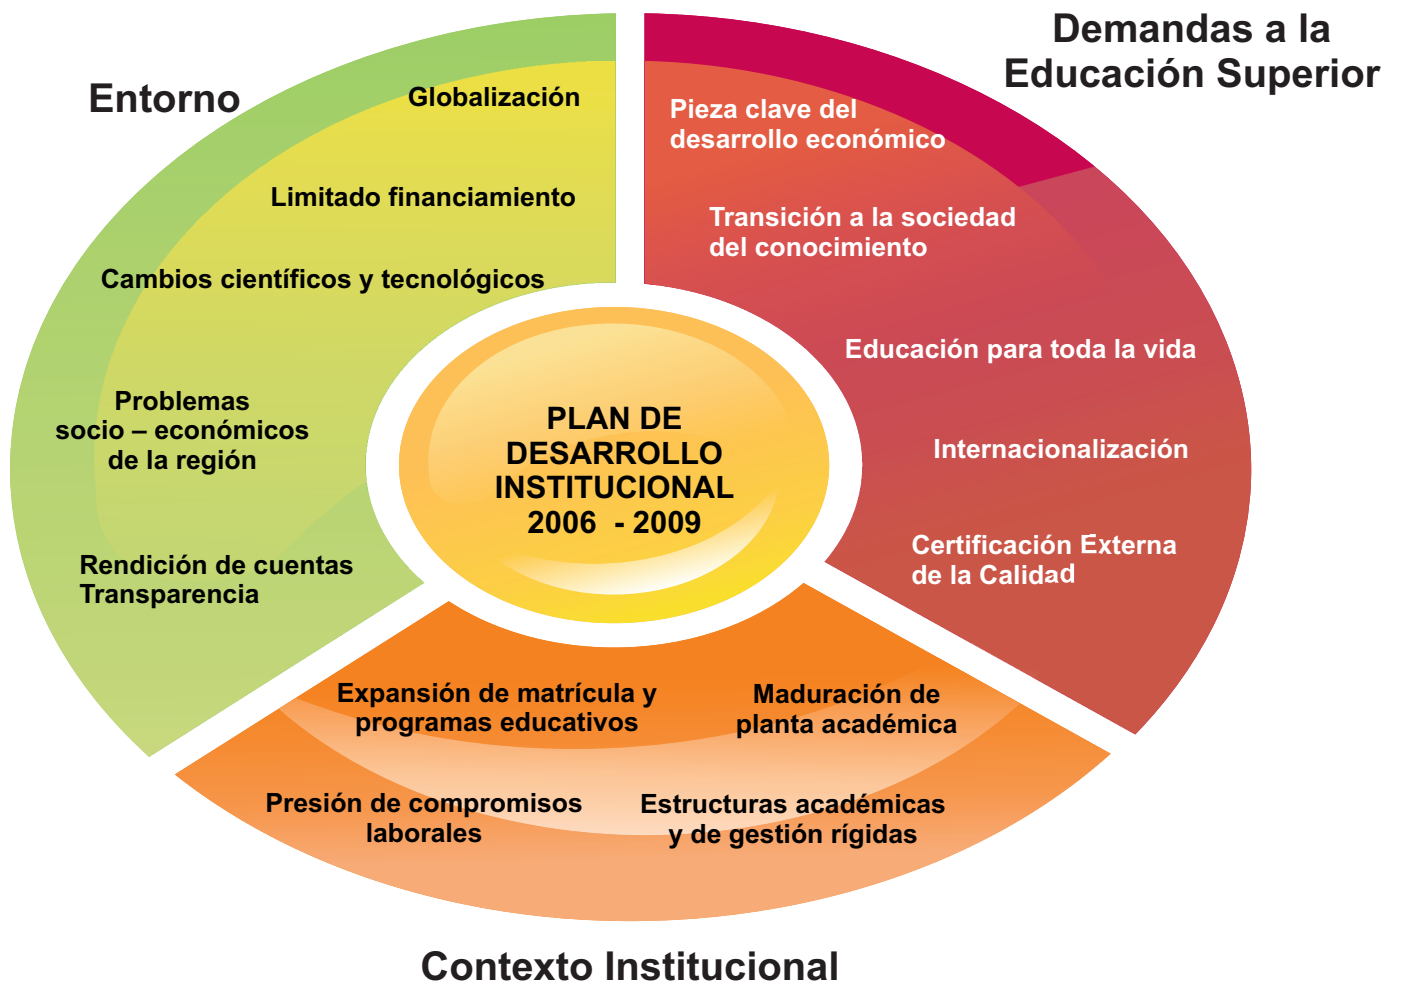 Entorno
Globalización
Limitado financiamiento
Cambios científicos y tecnológicos
Problemas
socio – económicos
de la región
Rendición de cuentas
Transparencia
Demandas a la
Educación Superior
Pieza clave del
desarrollo económico
Transición a la sociedad
del conocimiento
Educación para toda la vida
Internacionalización
Certificación Externa
de la Calidad
PLAN DE
DESARROLLO
INSTITUCIONAL
2006 - 2009
Expansión de matrícula y
programas educativos
Maduración de
planta académica
Presión de compromisos
laborales
Estructuras académicas
y de gestión rígidas
Contexto Institucional